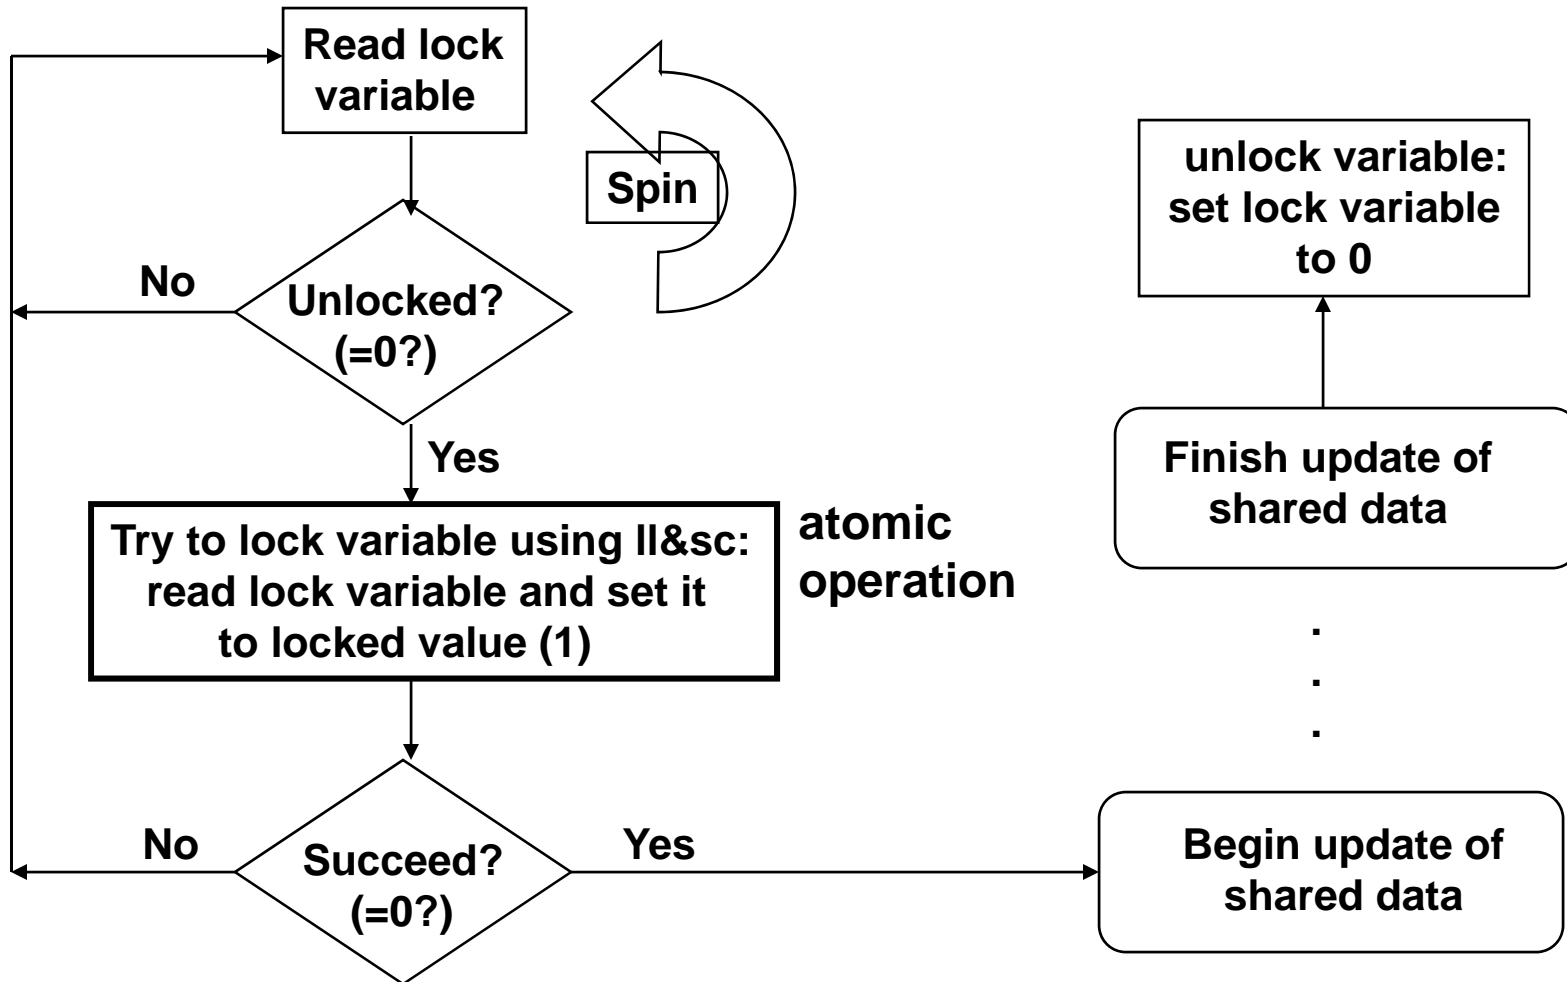 Read lock
variable
Spin
No
Unlocked?
(=0?)
Yes
Try to lock variable using ll&sc:
read lock variable and set it
to locked value (1)
atomic
operation
No
Succeed?
(=0?)
Yes
Begin update of
shared data
.
.
.
Finish update of
shared data
unlock variable:
set lock variable
to 0